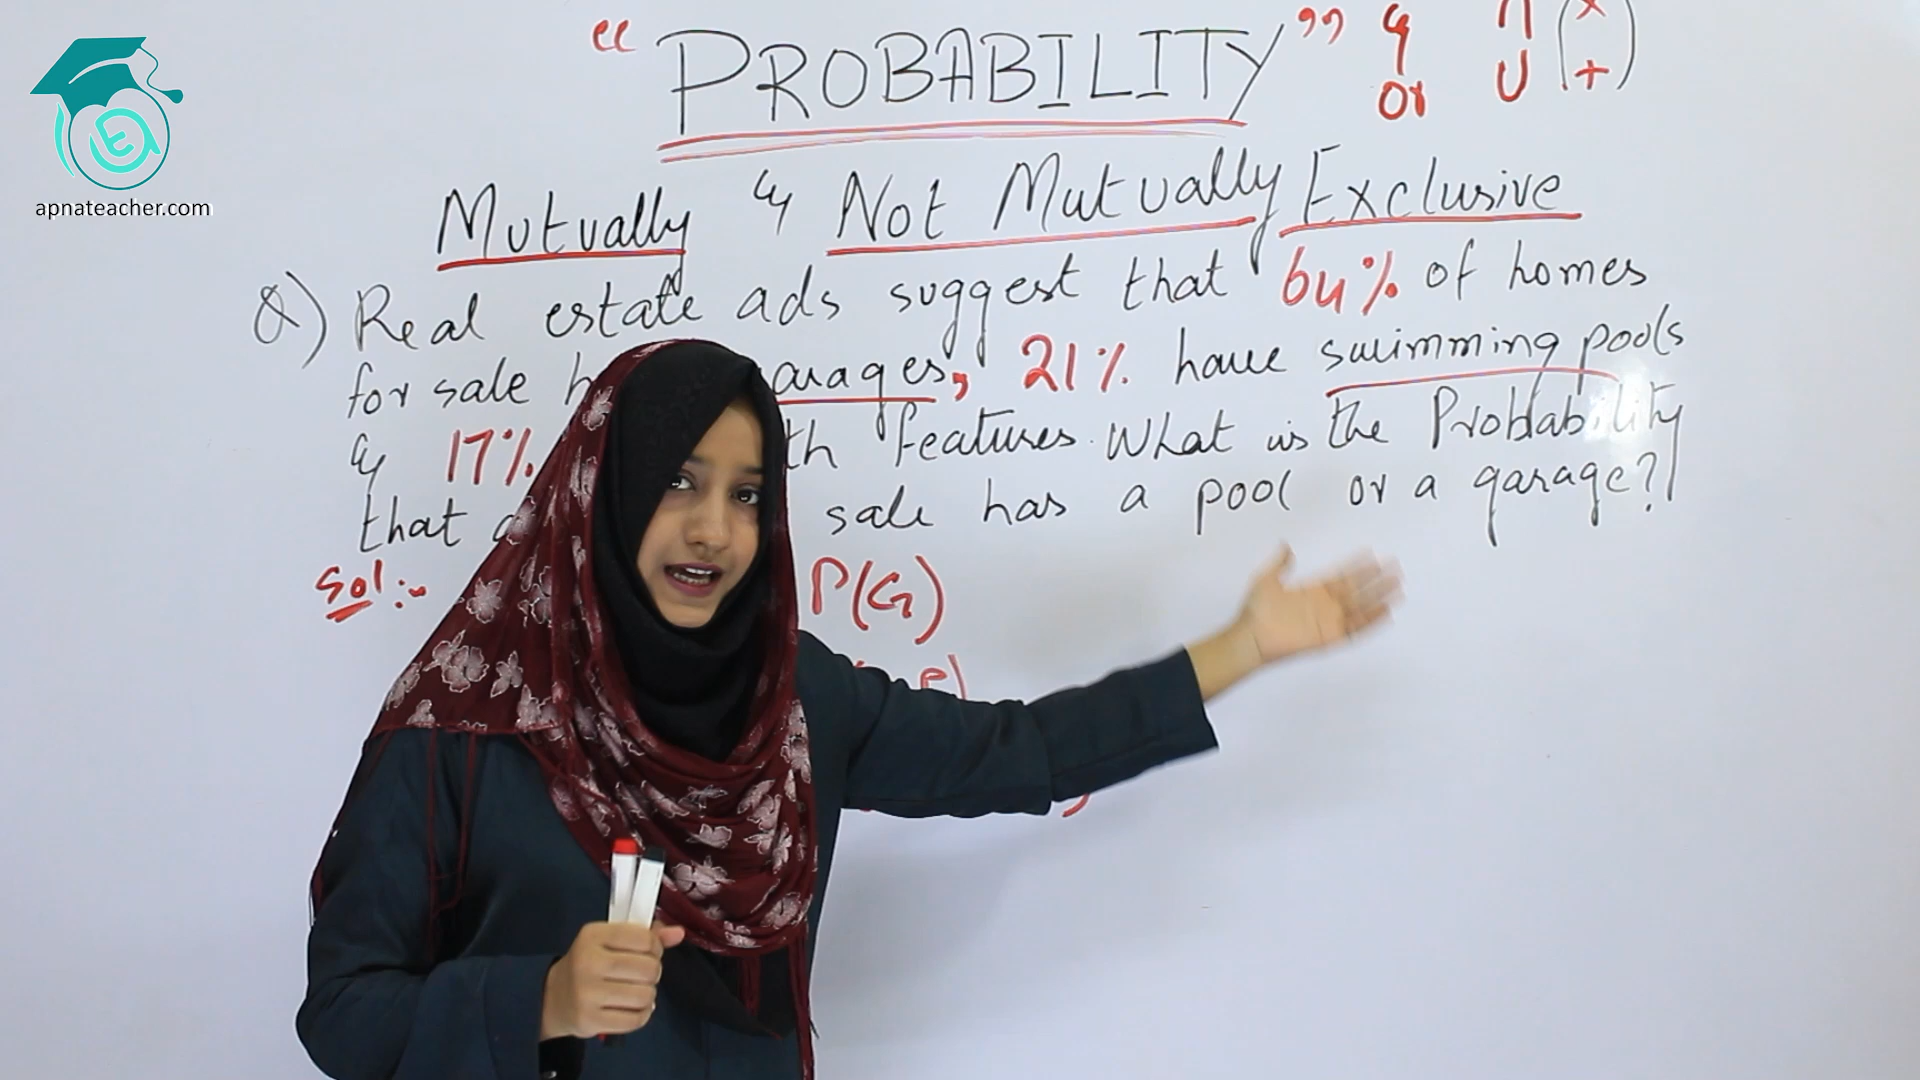 “PROBABILITY” & ∩ (×
or ∪ +)
apnateacher.com
Mutually & Not Mutually Exclusive
Q) Real estate ads suggest that 64% of homes
for sale garages, 21% have swimming pools
& 17% features. What is the Probability
that sale has a pool or a garage?
Sol:- P(G)